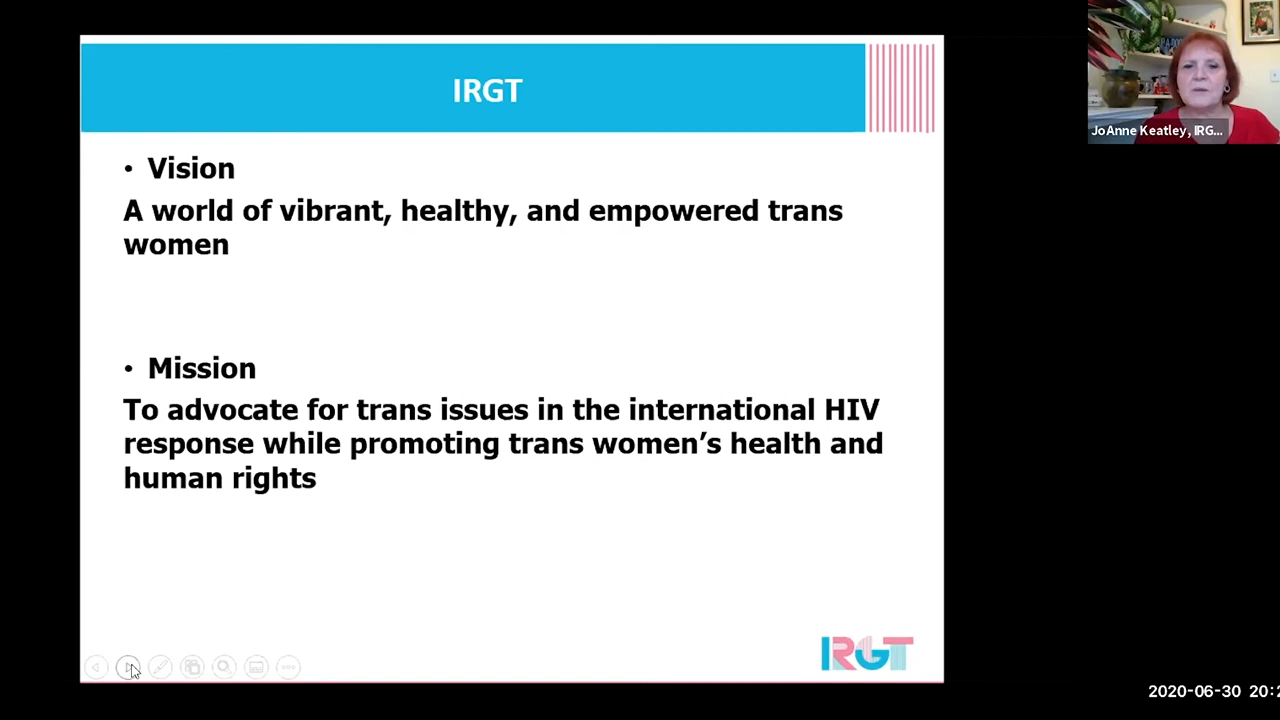 IRGT
• Vision
A world of vibrant, healthy, and empowered trans
women
• Mission
To advocate for trans issues in the international HIV
response while promoting trans women’s health and
human rights
IRGT
JoAnne Keatley, IRG...
2020-06-30 20:2